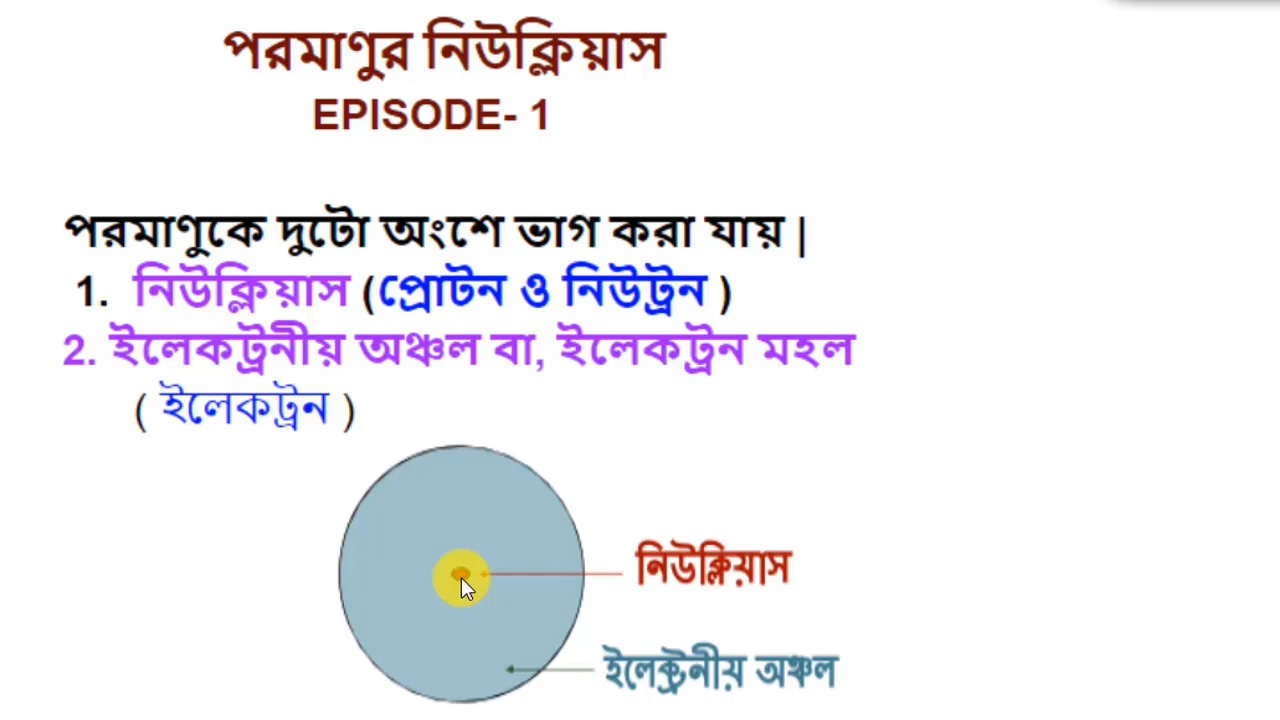 পরমাণুর নিউক্লিয়াস
EPISODE- 1
পরমাণুকে দুটো অংশে ভাগ করা যায় |
1. নিউক্লিয়াস (প্রোটন ও নিউট্রন )
2. ইলেকট্রনীয় অঞ্চল বা, ইলেকট্রন মহল
( ইলেকট্রন )
নিউক্লিয়াস
ইলেক্ট্রনীয় অঞ্চল